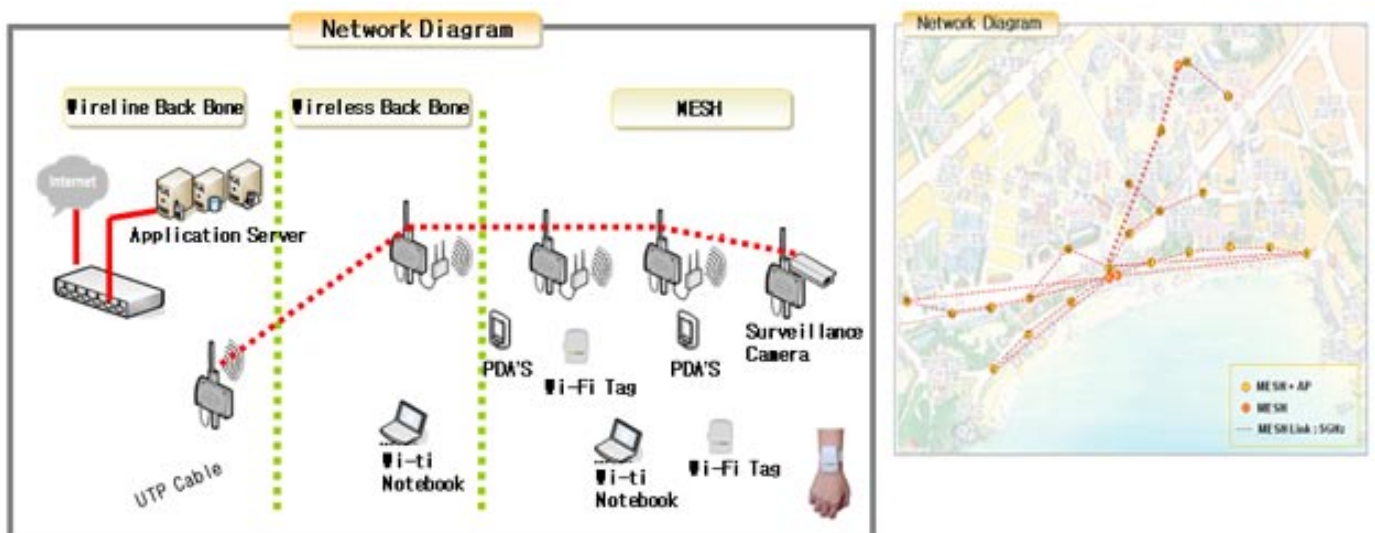 Network Diagram
Wireline Back Bone
Wireless Back Bone
MESH
Internet
Application Server
UTP Cable
Wi-ti
Notebook
PDA'S
Wi-Fi Tag
PDA'S
Wi-ti
Notebook
Wi-Fi Tag
Surveillance
Camera
Network Diagram
MESH + AP
MESH
MESH Link : 5GHz